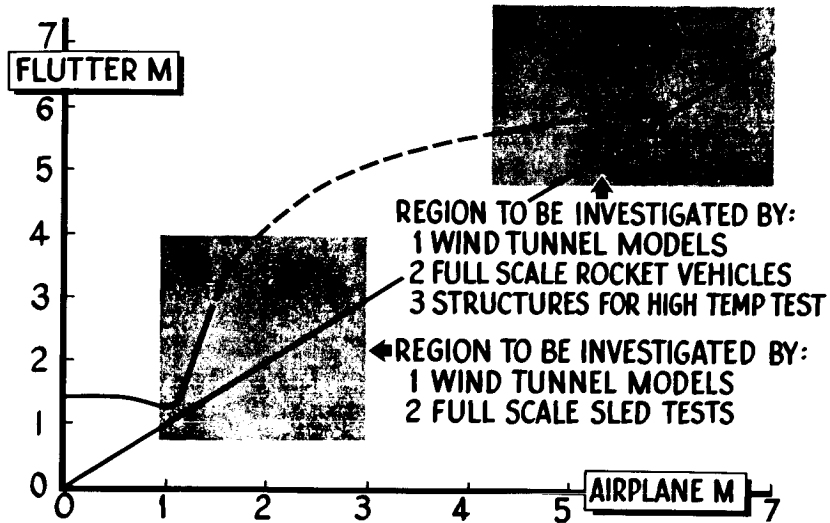 7
FLUTTER M
6
5
4
3
2
1
0
REGION TO BE INVESTIGATED BY:
1 WIND TUNNEL MODELS
2 FULL SCALE ROCKET VEHICLES
3 STRUCTURES FOR HIGH TEMP TEST
REGION TO BE INVESTIGATED BY:
1 WIND TUNNEL MODELS
2 FULL SCALE SLED TESTS
0 1 2 3 4 5 AIRPLANE M 7